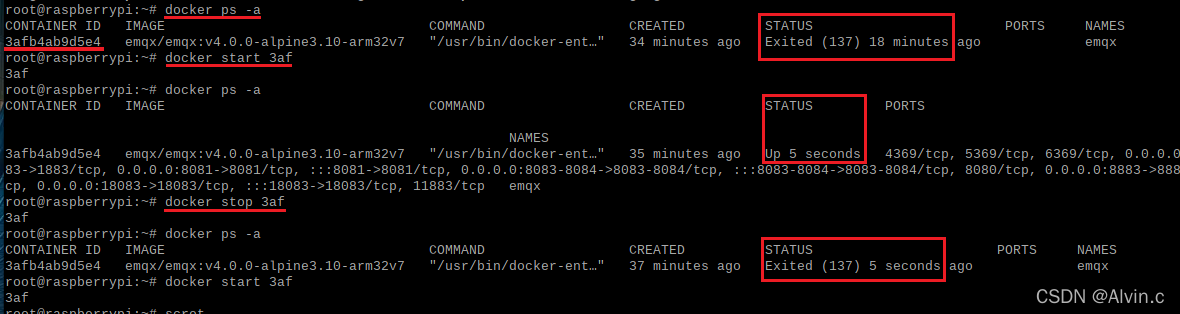 root@raspberrypi:~# docker ps -a
CONTAINER ID IMAGE COMMAND CREATED STATUS PORTS NAMES
3afb4ab9d5e4 emqx/emqx:v4.0.0-alpine3.10-arm32v7 "/usr/bin/docker-ent…" 34 minutes ago Exited (137) 18 minutes ago emqx
root@raspberrypi:~# docker start 3af
3af
root@raspberrypi:~# docker ps -a
CONTAINER ID IMAGE COMMAND CREATED STATUS PORTS
NAMES
3afb4ab9d5e4 emqx/emqx:v4.0.0-alpine3.10-arm32v7 "/usr/bin/docker-ent…" 35 minutes ago Up 5 seconds 4369/tcp, 5369/tcp, 6369/tcp, 0.0.0.0
83->1883/tcp, 0.0.0.0:8081->8081/tcp, :::8081->8081/tcp, 0.0.0.0:8083-8084->8083-8084/tcp, :::8083-8084->8083-8084/tcp, 8080/tcp, 0.0.0.0:8883->888
cp, 0.0.0.0:18083->18083/tcp, :::18083->18083/tcp, 11883/tcp emqx
root@raspberrypi:~# docker stop 3af
3af
root@raspberrypi:~# docker ps -a
CONTAINER ID IMAGE COMMAND CREATED STATUS PORTS NAMES
3afb4ab9d5e4 emqx/emqx:v4.0.0-alpine3.10-arm32v7 "/usr/bin/docker-ent…" 37 minutes ago Exited (137) 5 seconds ago emqx
root@raspberrypi:~# docker start 3af
3af
root@raspberrypi:~# scrot
CSDN @Alvin.c